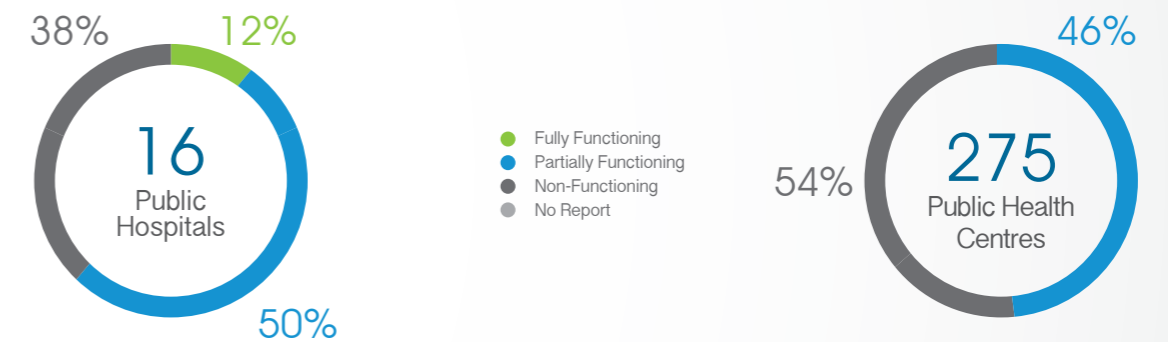 38%
12%
16
Public
Hospitals
50%
Fully Functioning
Partially Functioning
Non-Functioning
No Report
46%
54%
275
Public Health
Centres